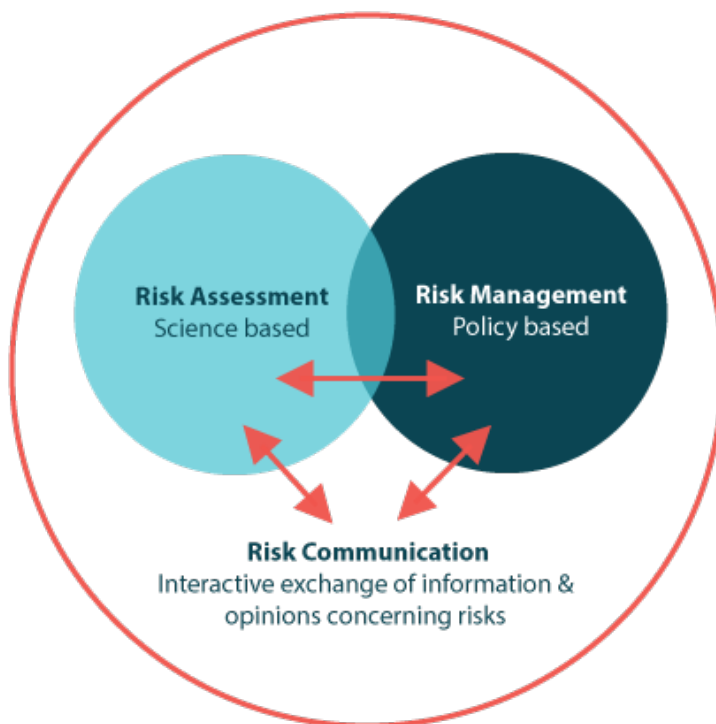 Risk Assessment
Science based
Risk Management
Policy based
Risk Communication
Interactive exchange of information &
opinions concerning risks